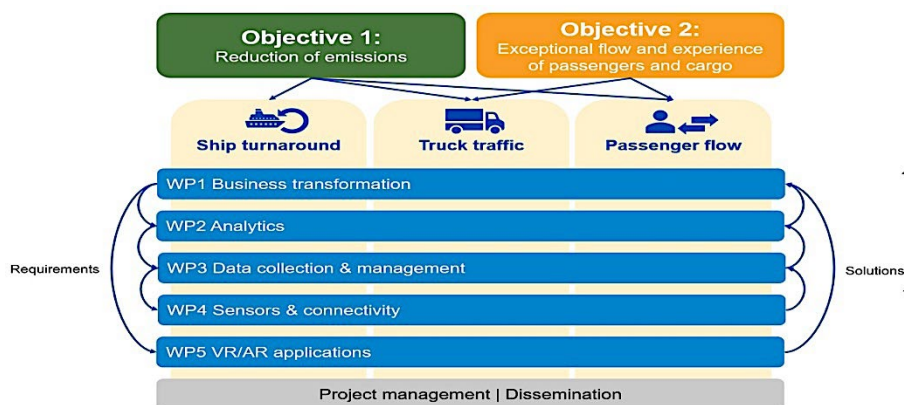 Objective 1:
Reduction of emissions
Objective 2:
Exceptional flow and experience
of passengers and cargo
Ship turnaround
Truck traffic
Passenger flow
WP1 Business transformation
WP2 Analytics
WP3 Data collection & management
WP4 Sensors & connectivity
WP5 VR/AR applications
Requirements
Solutions
Project management | Dissemination